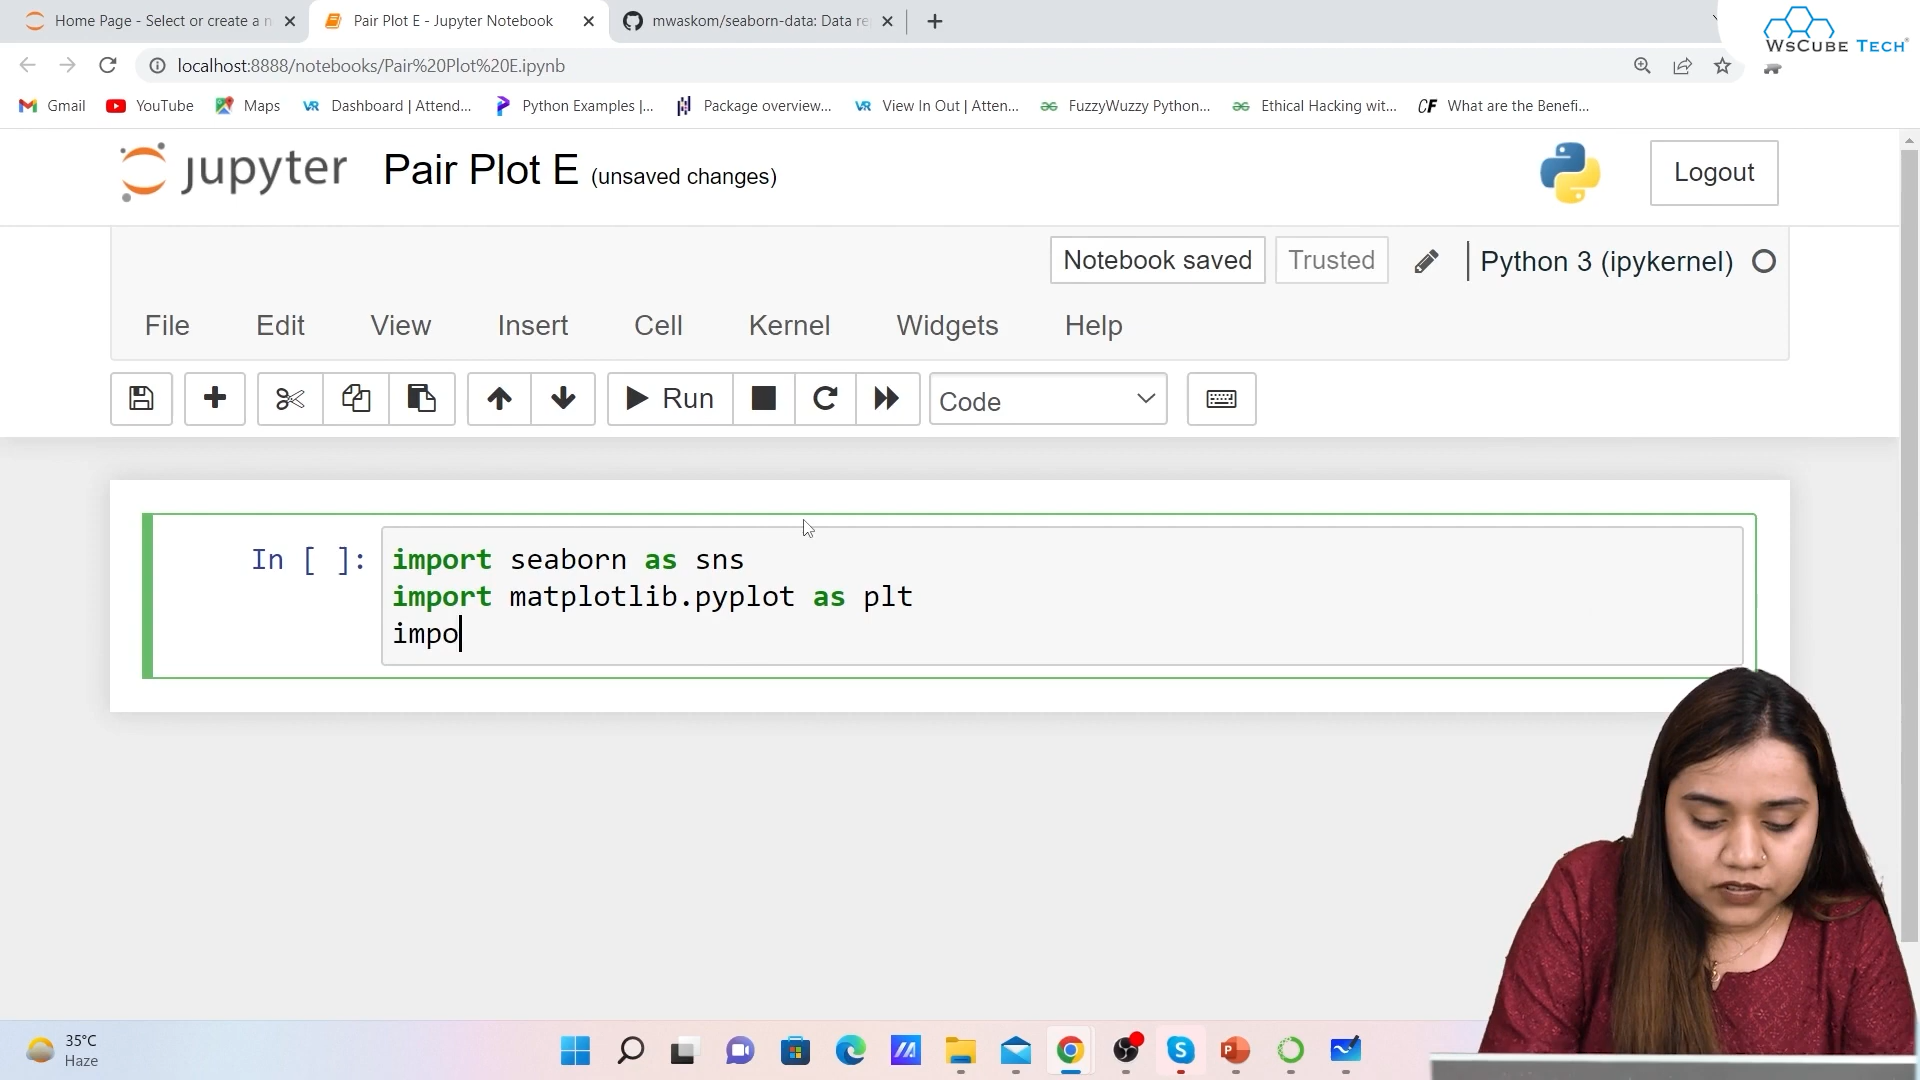 Home Page - Select or create a n
Pair Plot E - Jupyter Notebook
mwaskom/seaborn-data: Data re
WsCube Tech
localhost:8888/notebooks/Pair%20Plot%20E.ipynb
Gmail
YouTube
Maps
VR Dashboard | Attend...
Python Examples |...
Package overview...
VR View In Out | Atten...
FuzzyWuzzy Python...
Ethical Hacking wit...
CF What are the Benefi...
jupyter Pair Plot E (unsaved changes)
Logout
Notebook saved Trusted Python 3 (ipykernel)
File Edit View Insert Cell Kernel Widgets Help
Run Code
In [ ]: import seaborn as sns
import matplotlib.pyplot as plt
impo
35°C
Haze